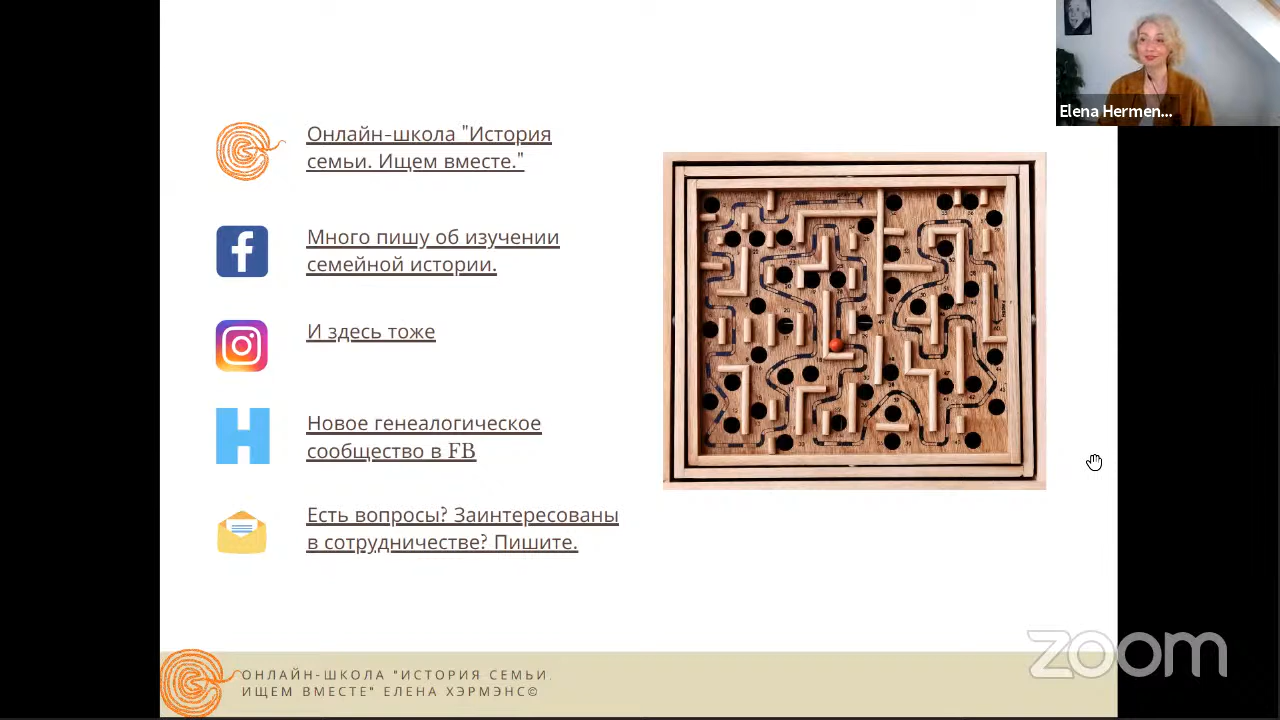 Elena Hermen...
Онлайн-школа "История
семьи. Ищем вместе."
Много пишу об изучении
семейной истории.
И здесь тоже
Новое генеалогическое
сообщество в FB
Есть вопросы? Заинтересованы
в сотрудничестве? Пишите.
zoom
ОНЛАЙН-ШКОЛА "ИСТОРИЯ СЕМЬИ.
ИЩЕМ ВМЕСТЕ" ЕЛЕНА ХЭРМЭНС©